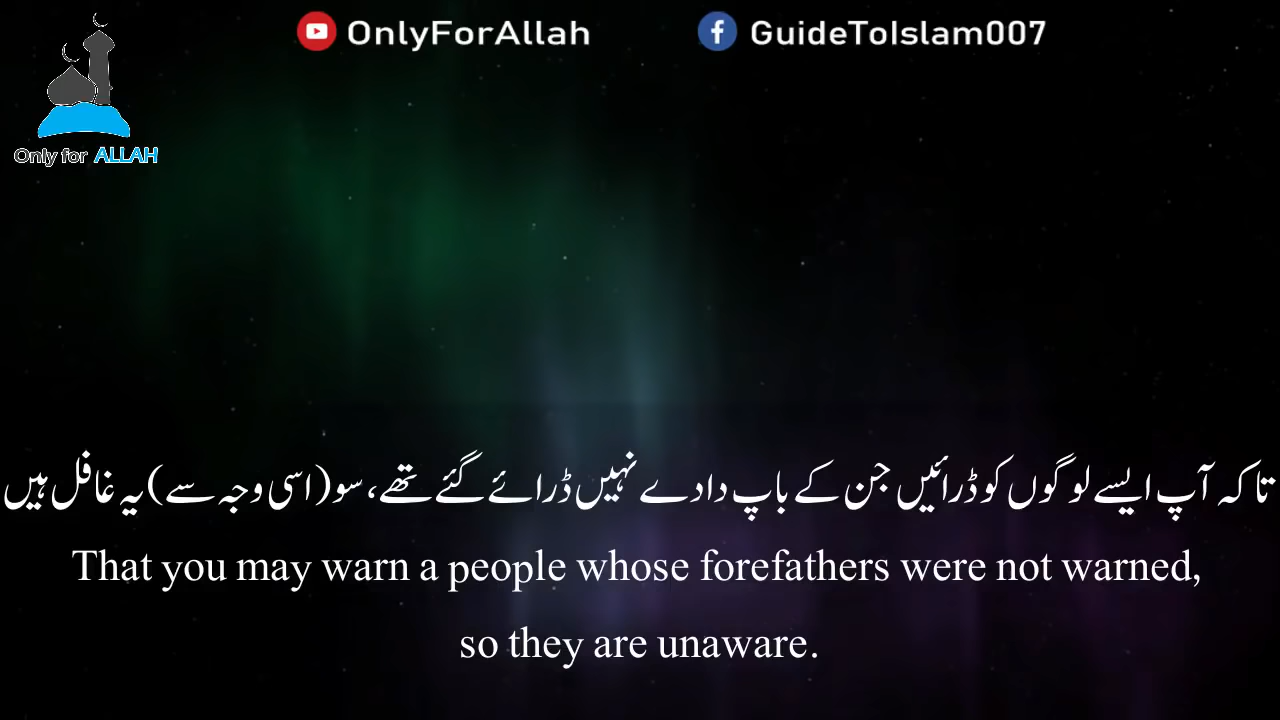 OnlyForAllah GuideToIslam007
Only for ALLAH
تاکہ آپ ایسے لوگوں کو ڈرائیں جن کے باپ دادے نہیں ڈرائے گئے تھے، سو (اسی وجہ سے) یہ غافل ہیں
That you may warn a people whose forefathers were not warned,
so they are unaware.